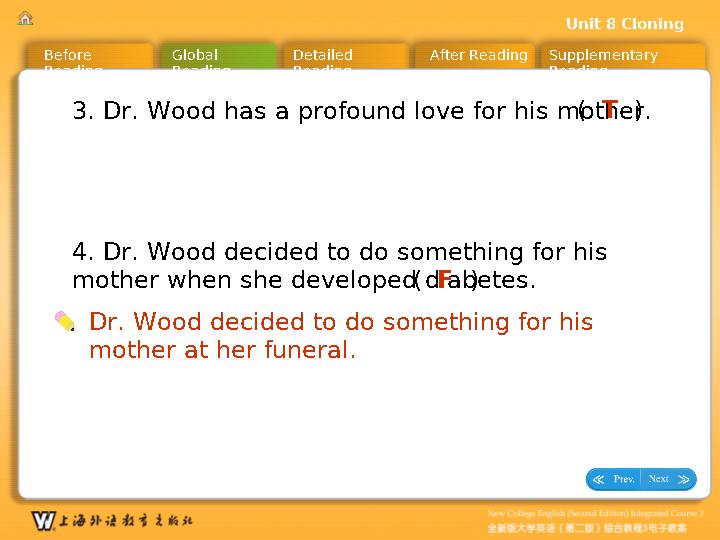 Unit 8 Cloning
Before Reading
Global Reading
Detailed Reading
After Reading
Supplementary Reading
3. Dr. Wood has a profound love for his mother. ( T )
4. Dr. Wood decided to do something for his
mother when she developed diabetes. ( F )
Dr. Wood decided to do something for his
mother at her funeral.
Prev. Next
上海外语教育出版社
New College English (Second Edition) Integrated Course 3
全新版大学英语（第二版）综合教程3电子教案